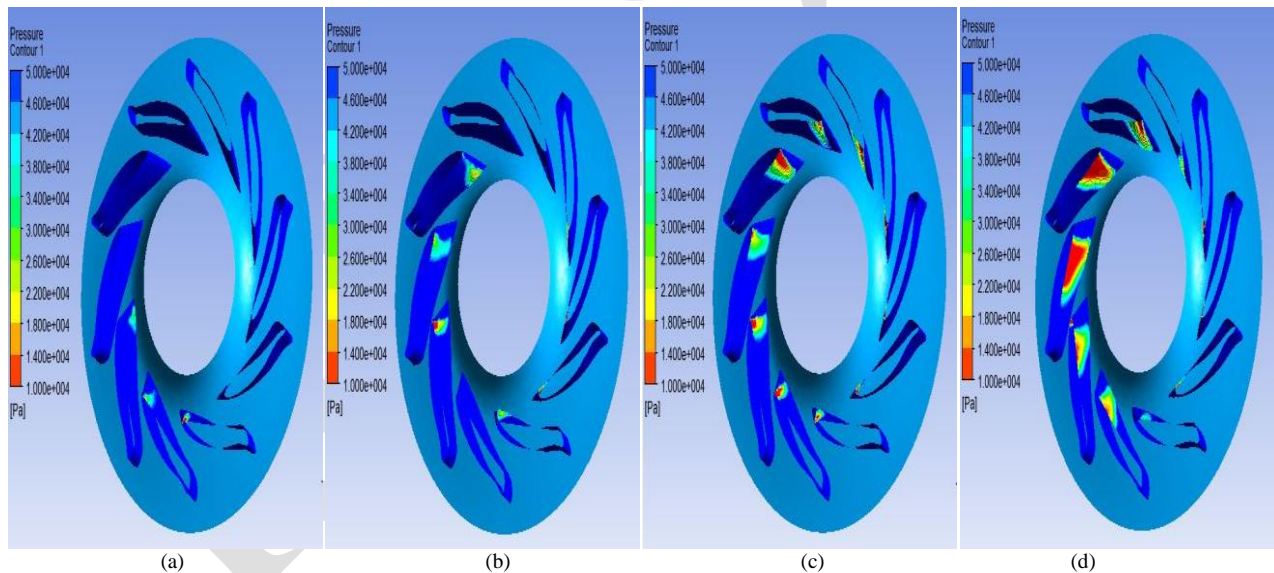 Pressure
Contour 1
5.000e+004
4.600e+004
4.200e+004
3.800e+004
3.400e+004
3.000e+004
2.600e+004
2.200e+004
1.800e+004
1.400e+004
1.000e+004
[Pa]
Pressure
Contour 1
5.000e+004
4.600e+004
4.200e+004
3.800e+004
3.400e+004
3.000e+004
2.600e+004
2.200e+004
1.800e+004
1.400e+004
1.000e+004
[Pa]
Pressure
Contour 1
5.000e+004
4.600e+004
4.200e+004
3.800e+004
3.400e+004
3.000e+004
2.600e+004
2.200e+004
1.800e+004
1.400e+004
1.000e+004
[Pa]
Pressure
Contour 1
5.000e+004
4.600e+004
4.200e+004
3.800e+004
3.400e+004
3.000e+004
2.600e+004
2.200e+004
1.800e+004
1.400e+004
1.000e+004
[Pa]
(a) (b) (c) (d)